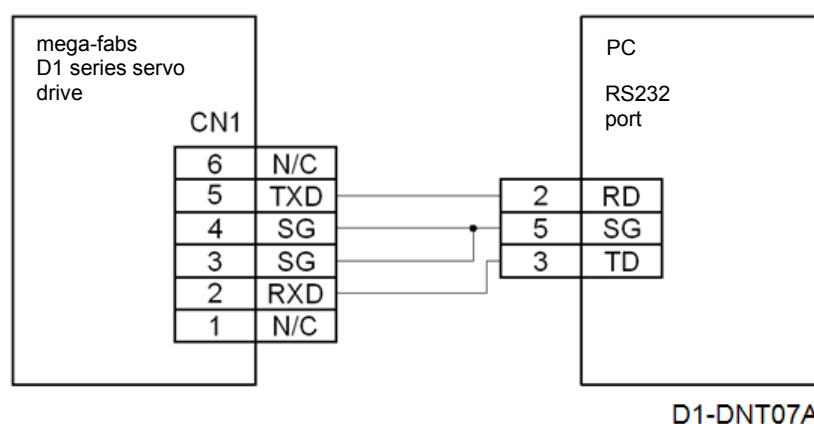 mega-fabs
D1 series servo
drive
CN1
6 N/C
5 TXD
4 SG
3 SG
2 RXD
1 N/C
PC
RS232
port
2 RD
5 SG
3 TD
D1-DNT07A